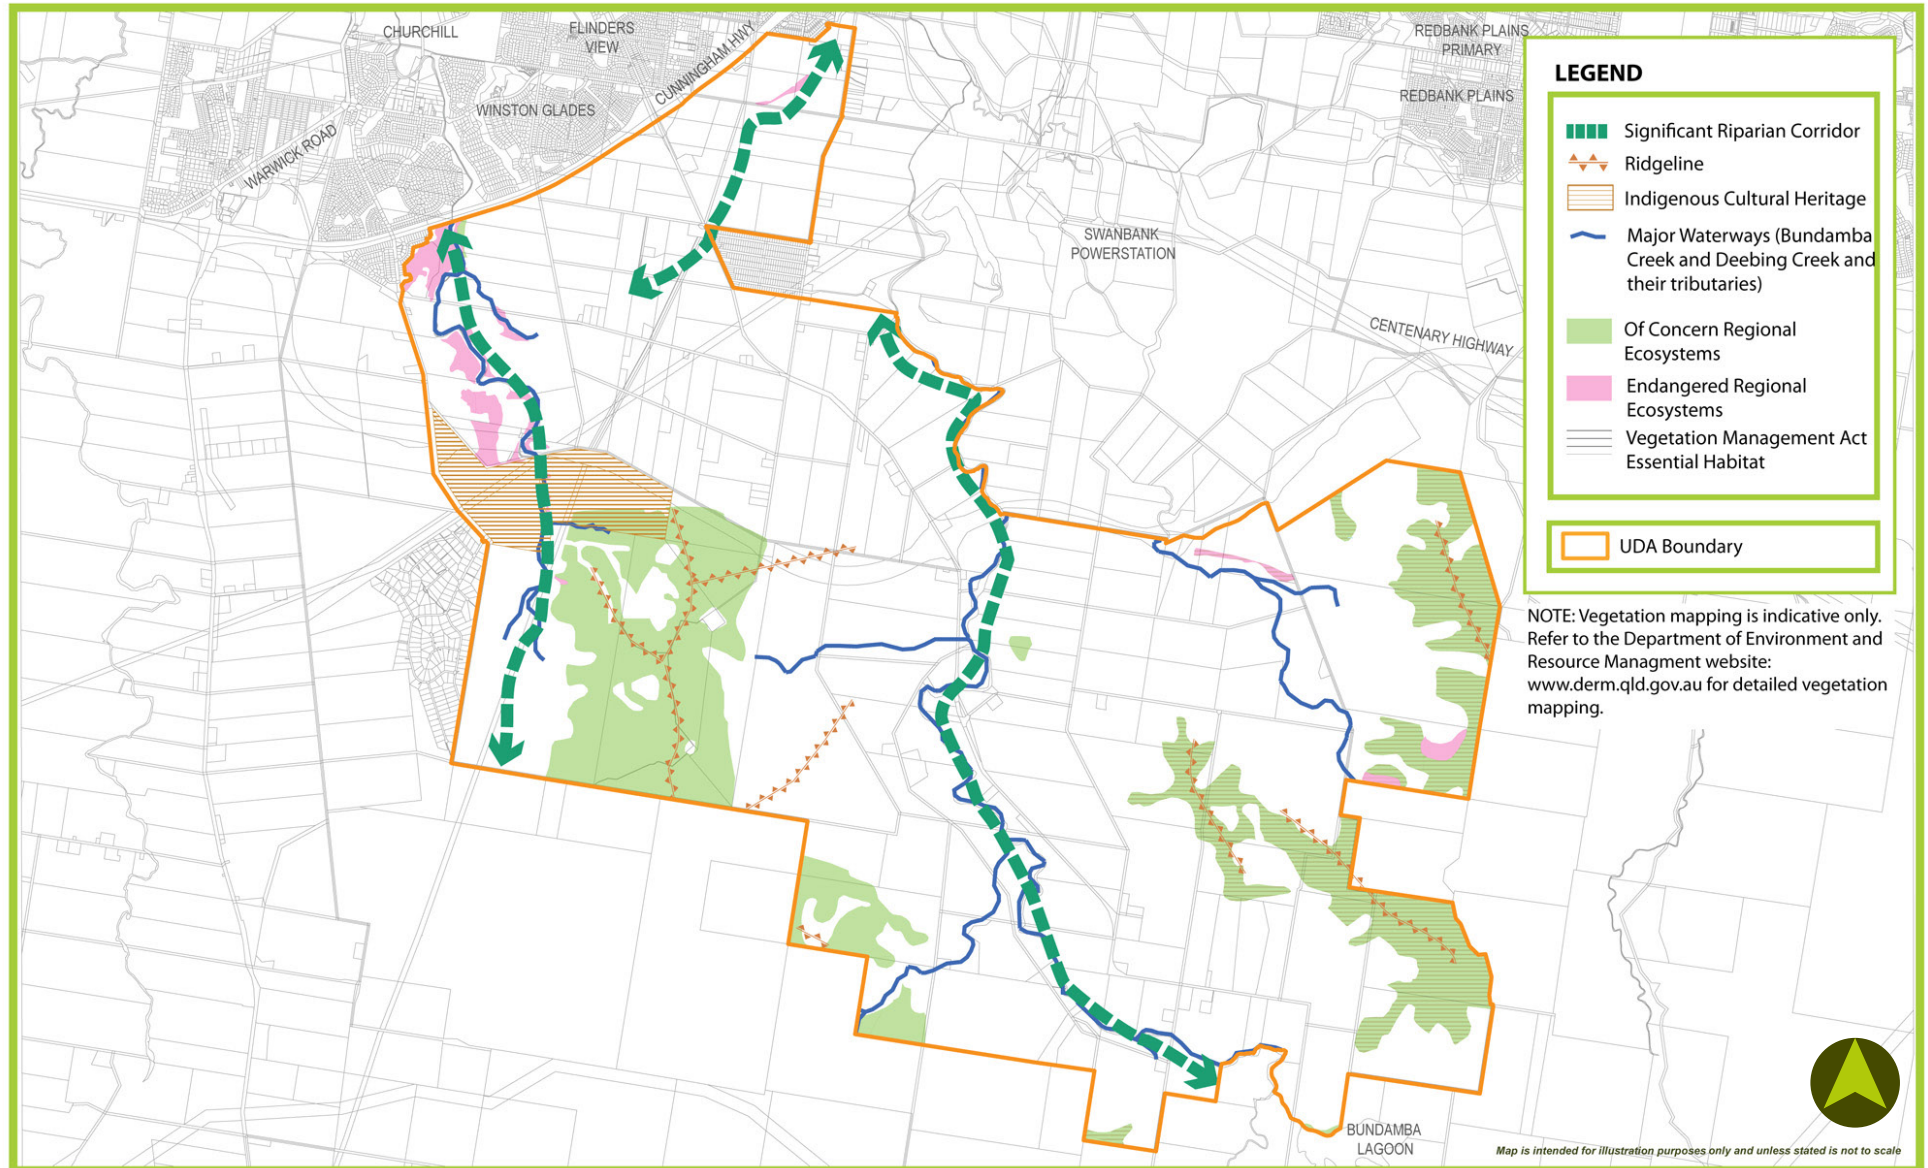 CHURCHILL
FLINDERS
VIEW
CUNNINGHAM HWY
WINSTON GLADES
WARWICK ROAD
REDBANK PLAINS
PRIMARY
REDBANK PLAINS
SWANBANK
POWERSTATION
CENTENARY HIGHWAY
BUNDAMBA
LAGOON
LEGEND
Significant Riparian Corridor
Ridgeline
Indigenous Cultural Heritage
Major Waterways (Bundamba
Creek and Deebing Creek and
their tributaries)
Of Concern Regional
Ecosystems
Endangered Regional
Ecosystems
Vegetation Management Act
Essential Habitat
UDA Boundary
NOTE: Vegetation mapping is indicative only.
Refer to the Department of Environment and
Resource Managment website:
www.derm.qld.gov.au for detailed vegetation
mapping.
Map is intended for illustration purposes only and unless stated is not to scale